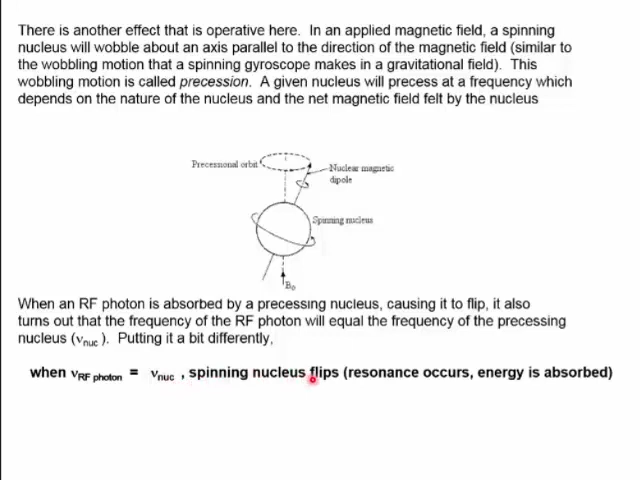 There is another effect that is operative here. In an applied magnetic field, a spinning
nucleus will wobble about an axis parallel to the direction of the magnetic field (similar to
the wobbling motion that a spinning gyroscope makes in a gravitational field). This
wobbling motion is called precession. A given nucleus will precess at a frequency which
depends on the nature of the nucleus and the net magnetic field felt by the nucleus
Precessional orbit
Nuclear magnetic
dipole
Spinning nucleus
B₀
When an RF photon is absorbed by a precessing nucleus, causing it to flip, it also
turns out that the frequency of the RF photon will equal the frequency of the precessing
nucleus (νnuc ). Putting it a bit differently,
when νRF photon = νnuc , spinning nucleus flips (resonance occurs, energy is absorbed)